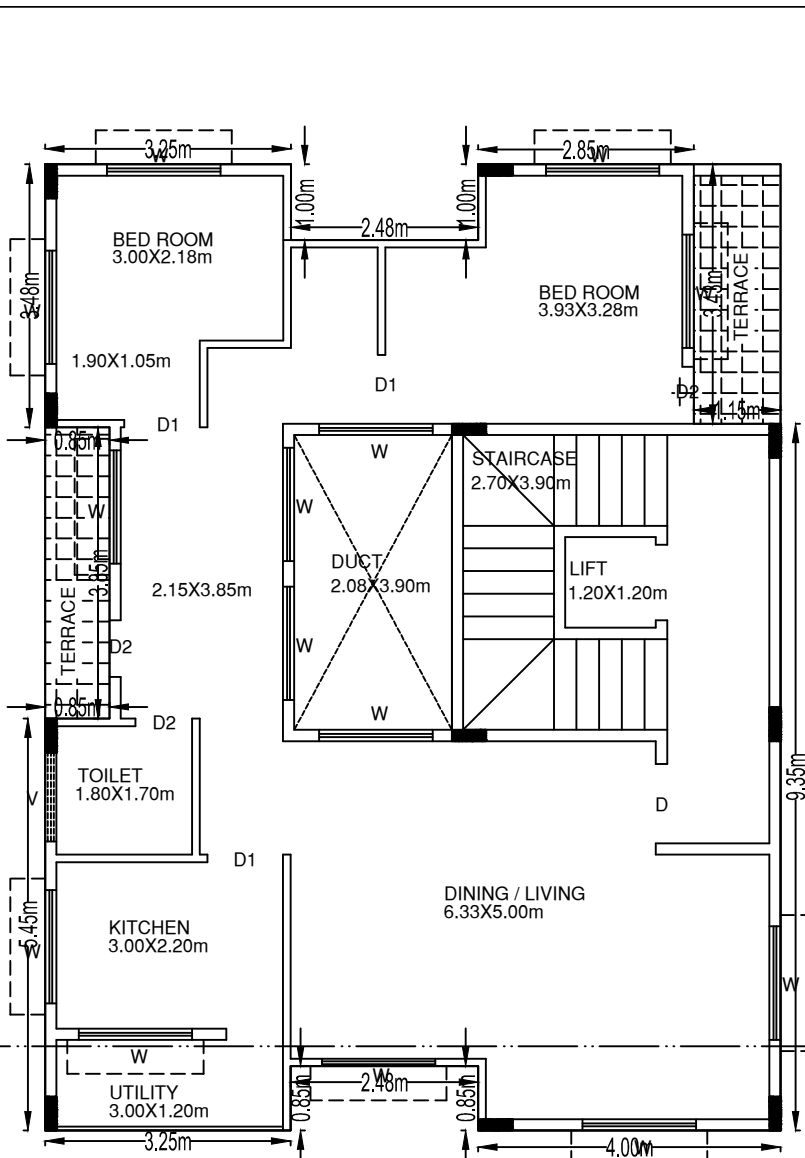 3.25m
W
2.85m
W
1.00m
1.00m
2.48m
BED ROOM
3.00X2.18m
3.48m
W
BED ROOM
3.93X3.28m
W
3.43m
TERRACE
1.90X1.05m
D1
D2
1.15m
D1
0.85m
W
STAIRCASE
2.70X3.90m
W
W
3.85m
DUCT
2.08X3.90m
LIFT
1.20X1.20m
2.15X3.85m
TERRACE
D2
W
0.85m
D2
W
TOILET
1.80X1.70m
V
D
9.35m
D1
DINING / LIVING
6.33X5.00m
KITCHEN
3.00X2.20m
5.45m
W
W
W
UTILITY
3.00X1.20m
0.85m
W
2.48m
0.85m
3.25m
4.00m
W